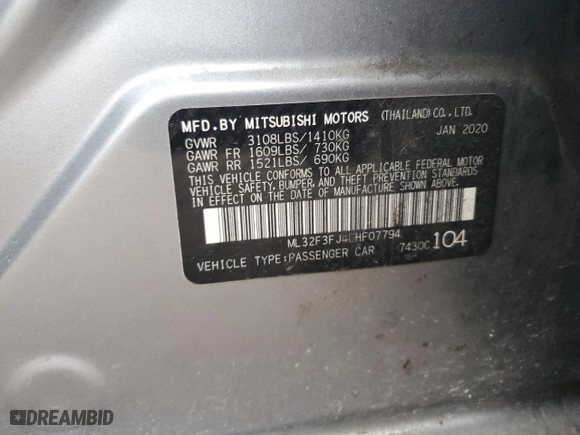 MFD.BY MITSUBISHI MOTORS (THAILAND) CO.,LTD.
GVWR 3108LBS/1410KG JAN 2020
GAWR FR 1609LBS/ 730KG
GAWR RR 1521LBS/ 690KG
THIS VEHICLE CONFORMS TO ALL APPLICABLE FEDERAL MOTOR
VEHICLE SAFETY, BUMPER, AND THEFT PREVENTION STANDARDS
IN EFFECT ON THE DATE OF MANUFACTURE SHOWN ABOVE.
VEHICLE TYPE:PASSENGER CAR 7430C 104
DREAMBID